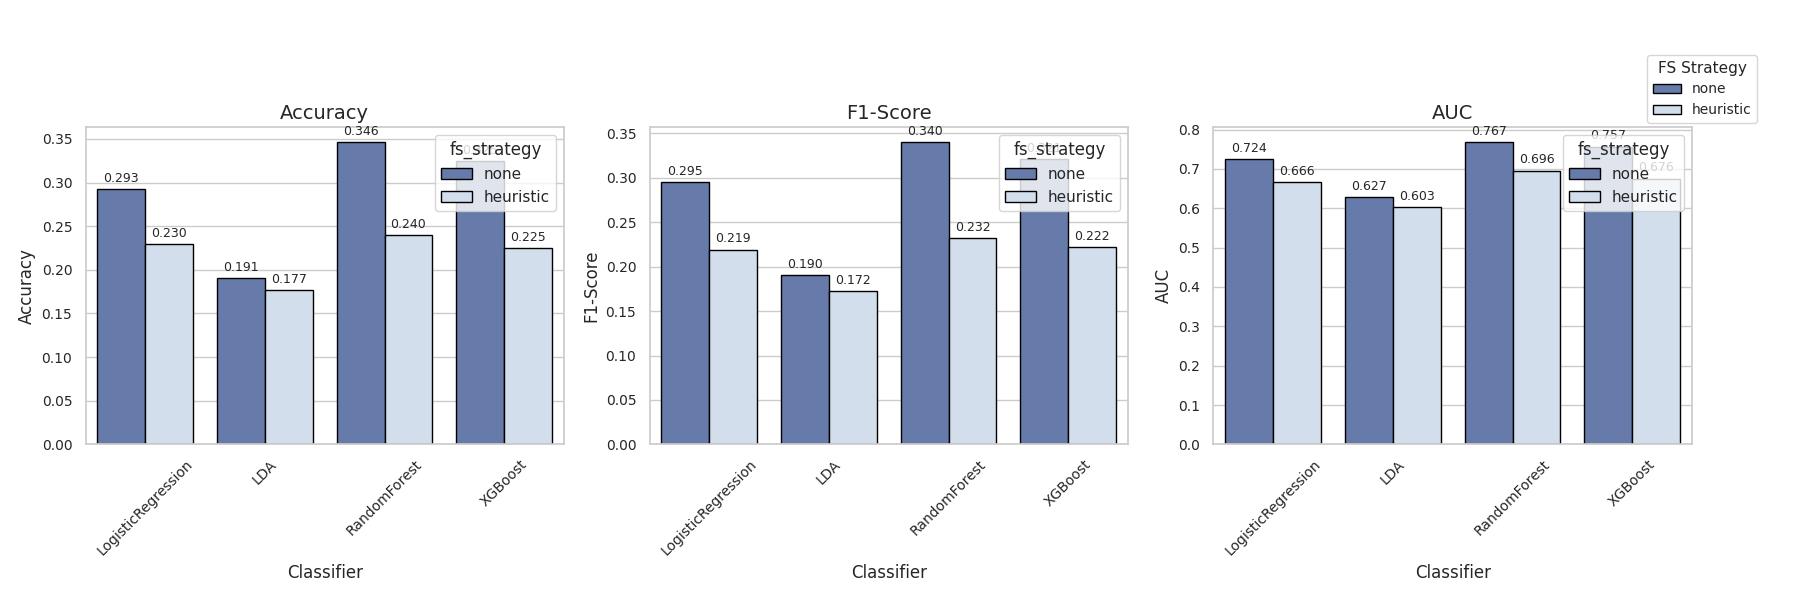 FS Strategy
none
heuristic
Accuracy
F1-Score
AUC
Accuracy
0.35
0.30
0.25
0.20
0.15
0.10
0.05
0.00
0.293
0.230
0.191
0.177
0.346
0.240
0.225
fs_strategy
none
heuristic
LogisticRegression
LDA
RandomForest
XGBoost
Classifier
F1-Score
0.35
0.30
0.25
0.20
0.15
0.10
0.05
0.00
0.295
0.219
0.190
0.172
0.340
0.232
0.222
fs_strategy
none
heuristic
LogisticRegression
LDA
RandomForest
XGBoost
Classifier
AUC
0.8
0.7
0.6
0.5
0.4
0.3
0.2
0.1
0.0
0.724
0.666
0.627
0.603
0.767
0.696
0.757
0.676
fs_strategy
none
heuristic
LogisticRegression
LDA
RandomForest
XGBoost
Classifier